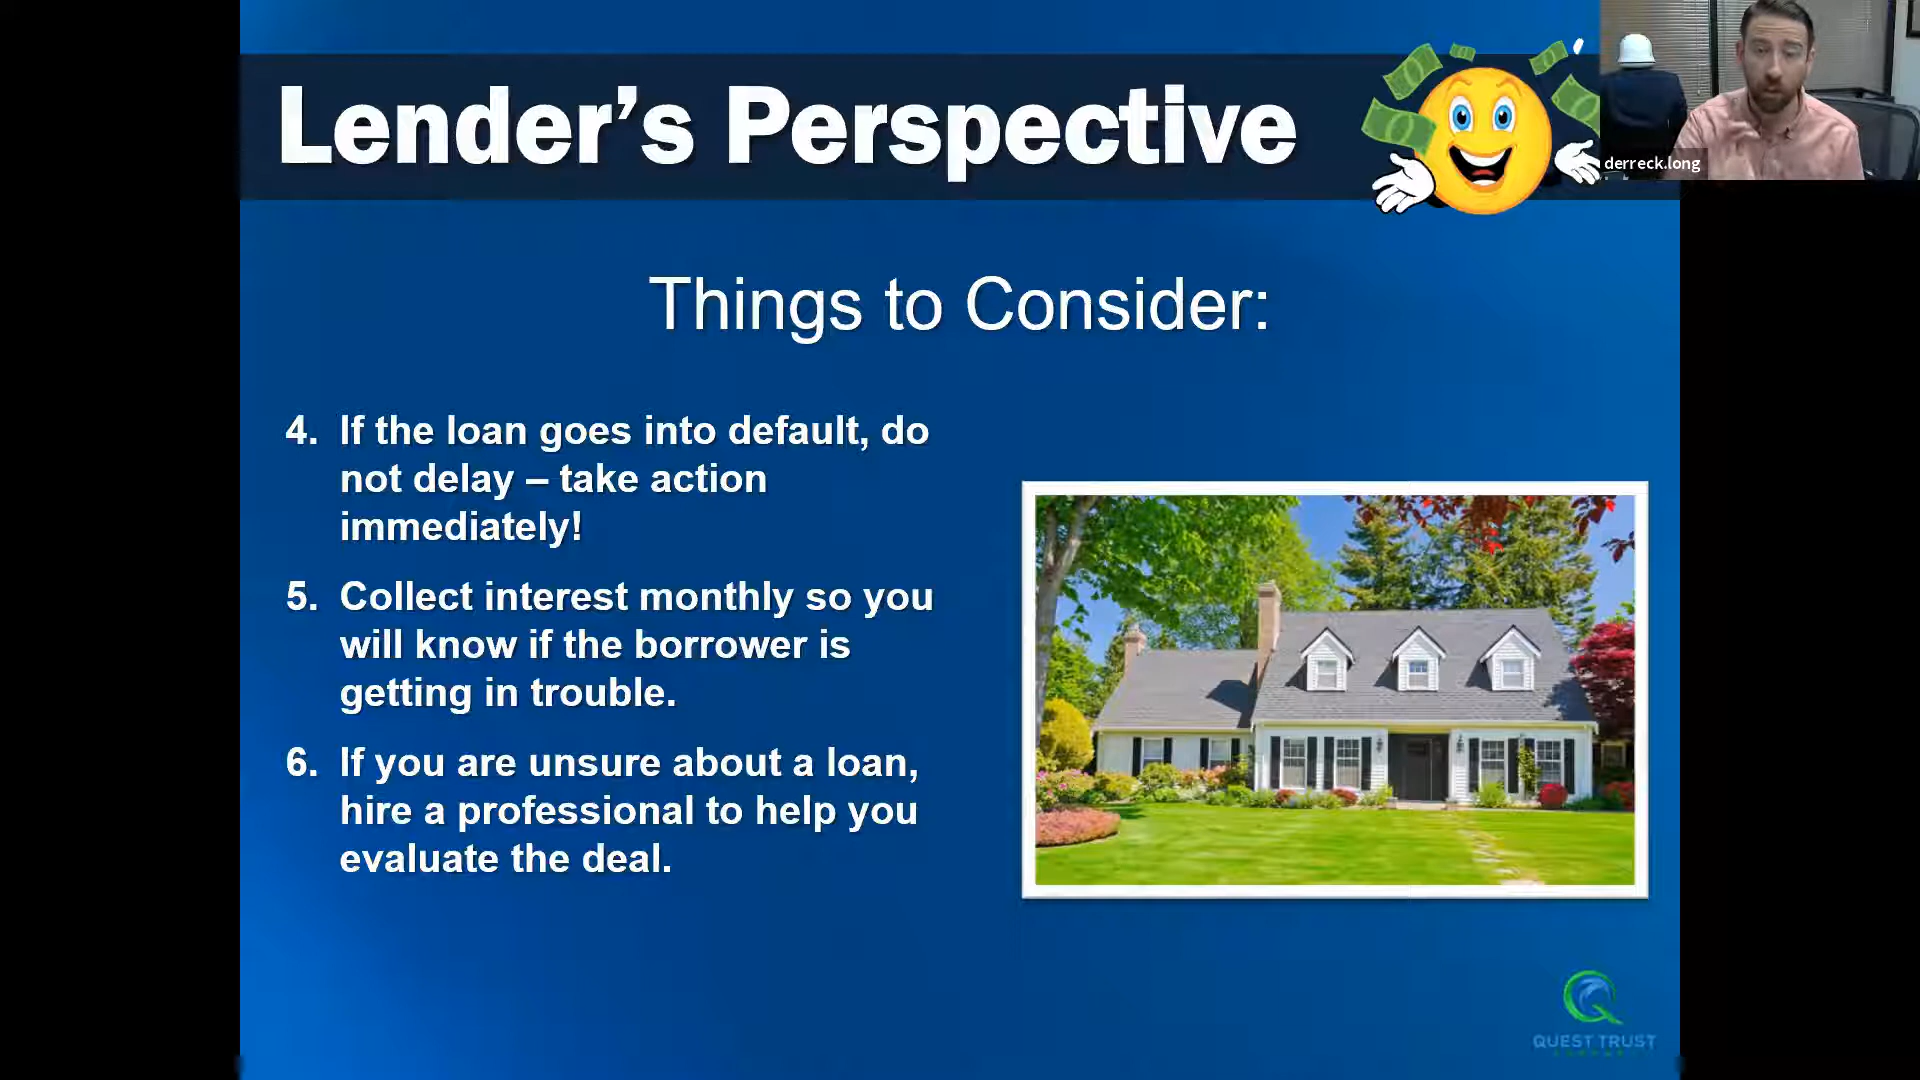 Lender’s Perspective
derreck.long
Things to Consider:
4. If the loan goes into default, do
not delay – take action
immediately!
5. Collect interest monthly so you
will know if the borrower is
getting in trouble.
6. If you are unsure about a loan,
hire a professional to help you
evaluate the deal.
QUEST TRUST